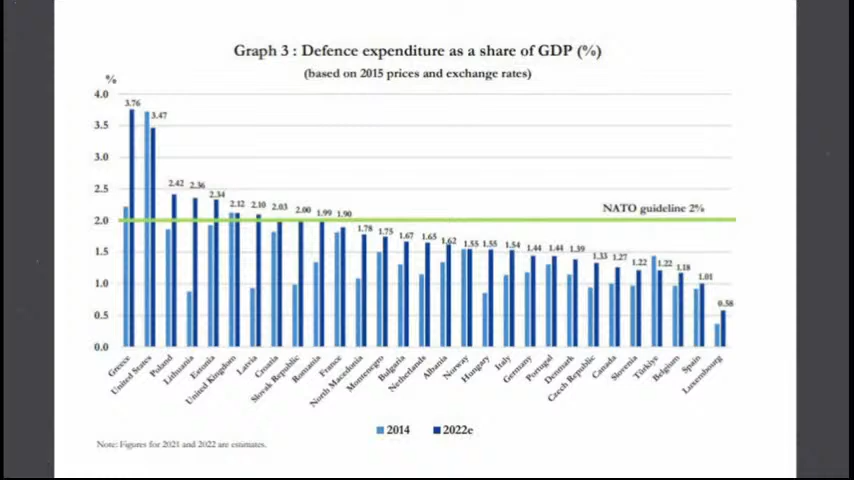 Graph 3 : Defence expenditure as a share of GDP (%)
(based on 2015 prices and exchange rates)
%
4.0
3.5
3.0
2.5
2.0
1.5
1.0
0.5
0.0
3.76
3.47
2.42
2.36
2.34
2.12
2.10
2.03
2.00
1.99
1.90
1.78
1.75
1.67
1.65
1.62
1.55
1.55
1.54
1.44
1.44
1.39
1.33
1.27
1.22
1.22
1.18
1.01
0.58
NATO guideline 2%
Greece
United States
Poland
Lithuania
Estonia
United Kingdom
Latvia
Croatia
Slovak Republic
Romania
France
North Macedonia
Montenegro
Bulgaria
Netherlands
Albania
Norway
Hungary
Italy
Germany
Portugal
Denmark
Czech Republic
Canada
Slovenia
Türkiye
Belgium
Spain
Luxembourg
2014
2022e
Note: Figures for 2021 and 2022 are estimates.